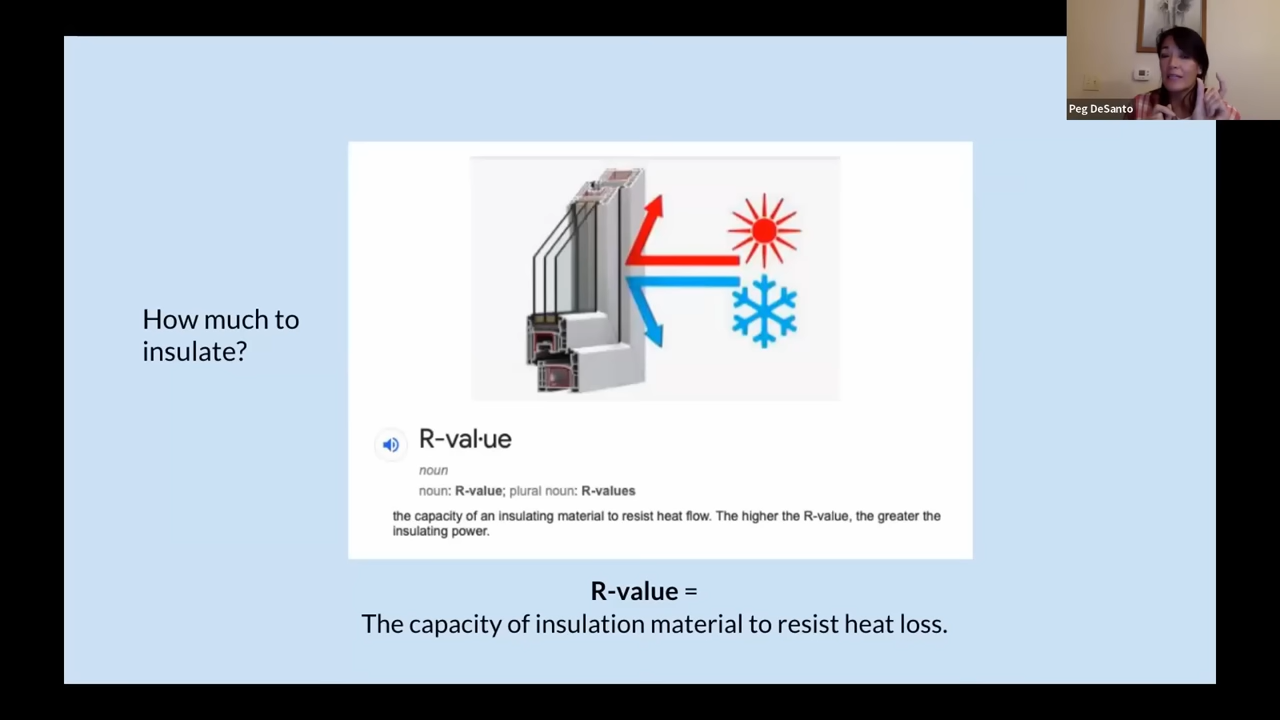 Peg DeSanto
How much to
insulate?
R-val·ue
noun
noun: R-value; plural noun: R-values
the capacity of an insulating material to resist heat flow. The higher the R-value, the greater the
insulating power.
R-value =
The capacity of insulation material to resist heat loss.